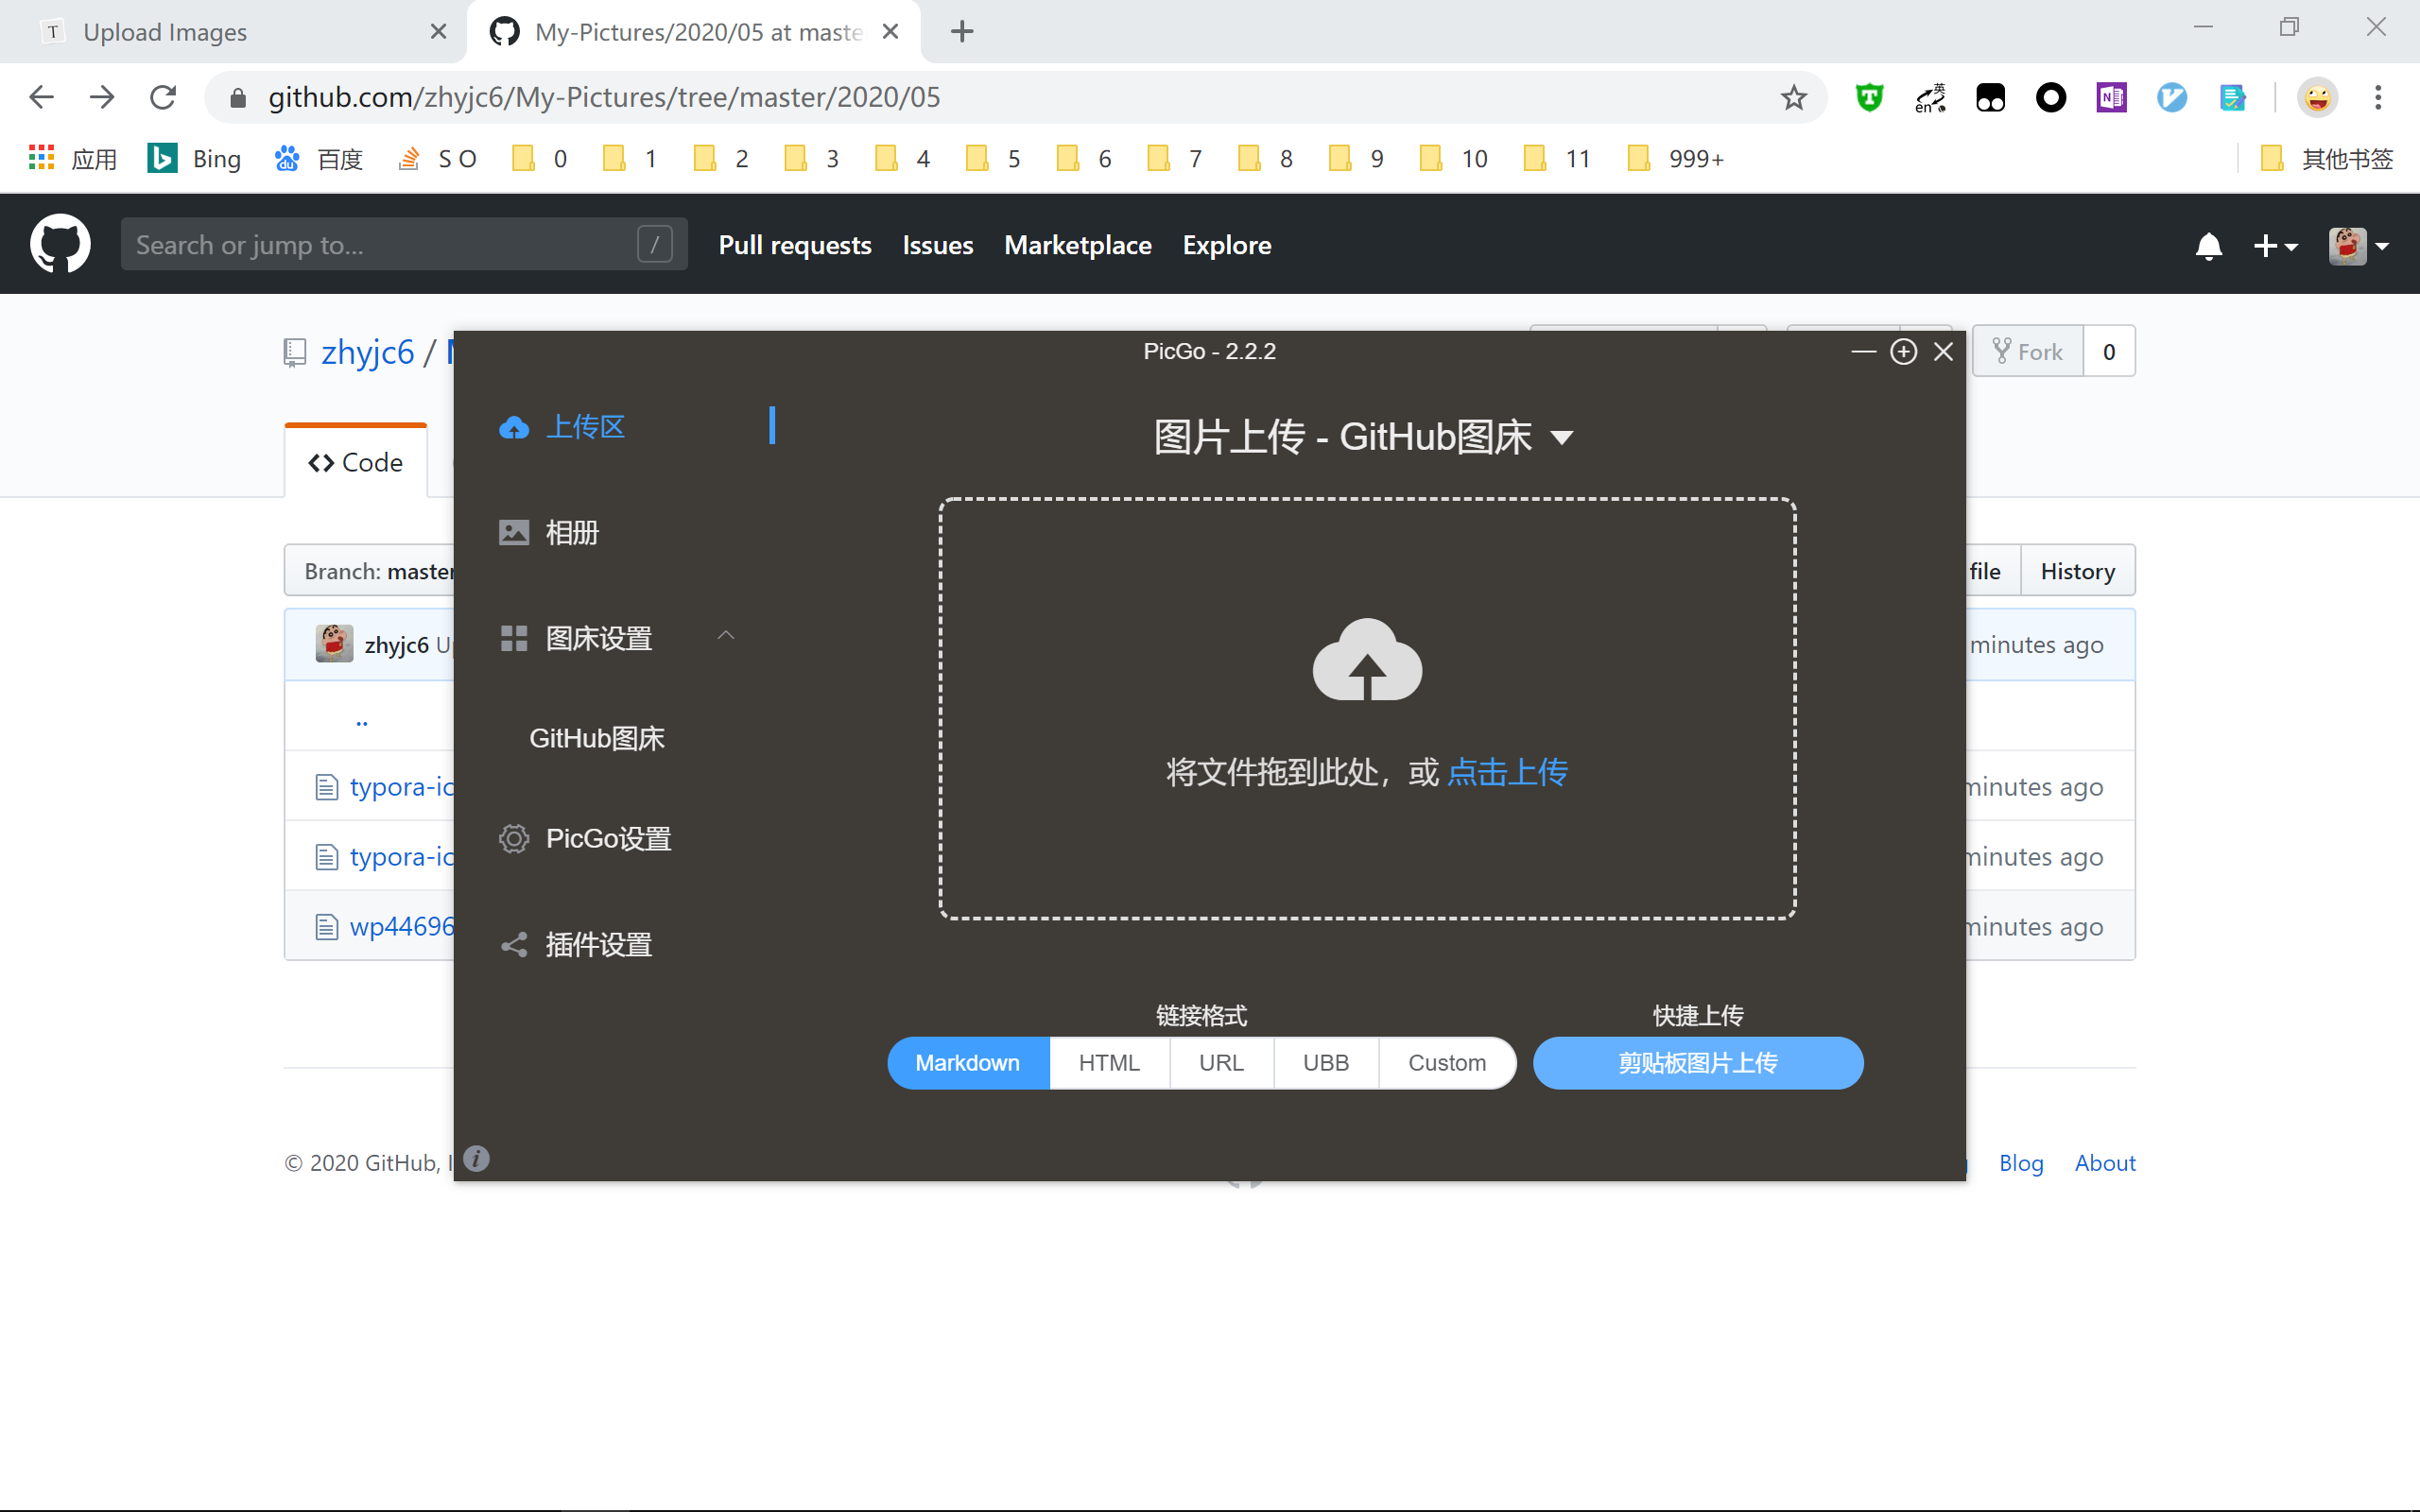 T Upload Images
My-Pictures/2020/05 at maste
github.com/zhyjc6/My-Pictures/tree/master/2020/05
应用 Bing 百度 S O 0 1 2 3 4 5 6 7 8 9 10 11 999+ 其他书签
Search or jump to... / Pull requests Issues Marketplace Explore
zhyjc6 /
Fork 0
PicGo - 2.2.2
Code
上传区
相册
图床设置
GitHub图床
PicGo设置
插件设置
图片上传 - GitHub图床
将文件拖到此处，或 点击上传
链接格式 快捷上传
Markdown HTML URL UBB Custom 剪贴板图片上传
Branch: master
file History
zhyjc6
minutes ago
..
typora-ic
minutes ago
typora-ic
minutes ago
wp44696
minutes ago
© 2020 GitHub, I
Blog About